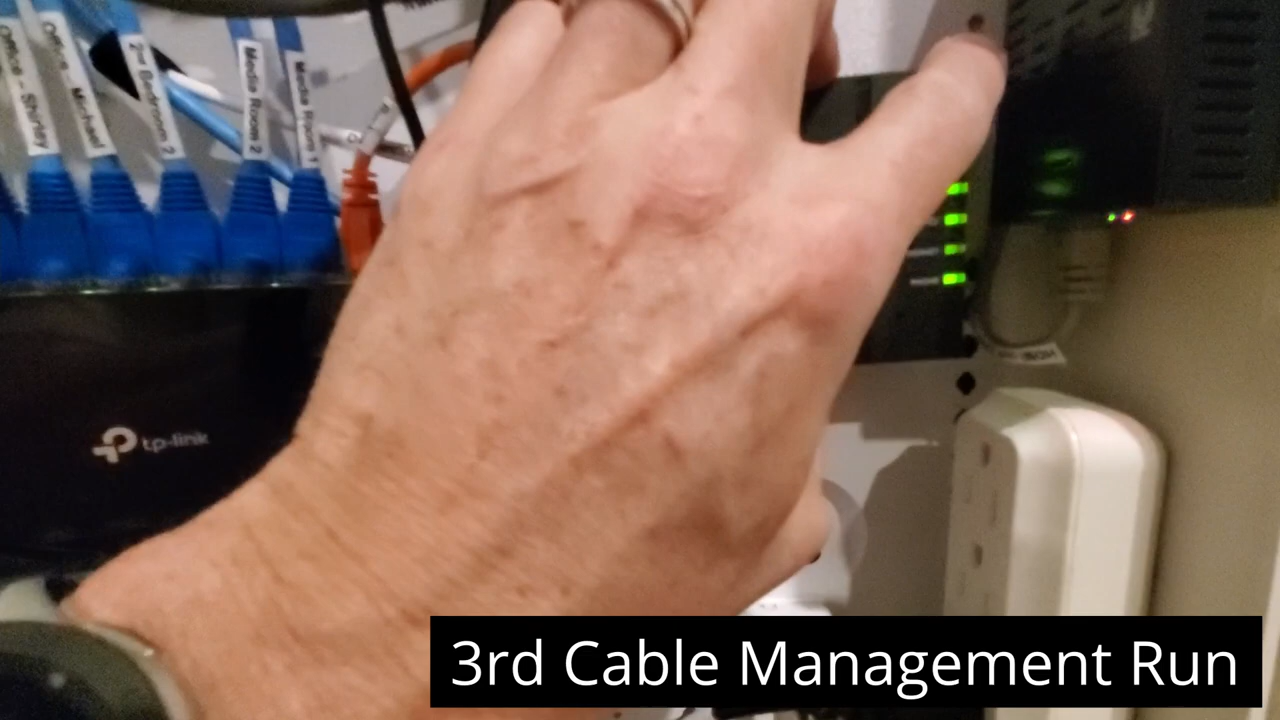 Office - Shirley
Office - Michael
2nd Bedroom 2
Media Room 2
Media Room 1
tp-link
3rd Cable Management Run